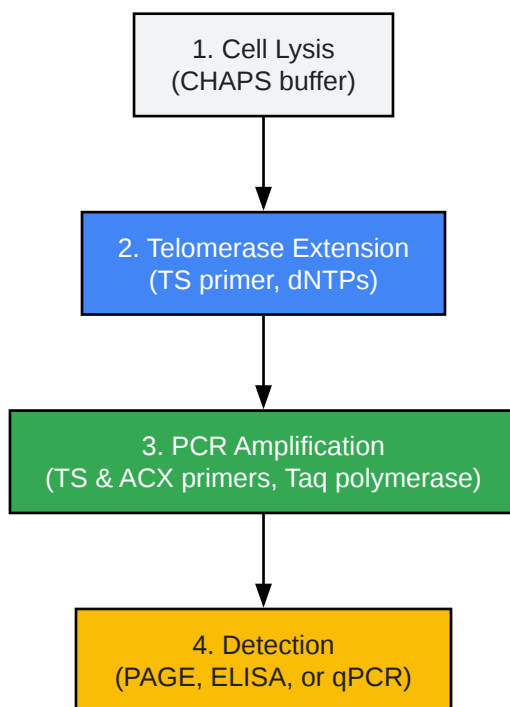 1. Cell Lysis
(CHAPS buffer)
2. Telomerase Extension
(TS primer, dNTPs)
3. PCR Amplification
(TS & ACX primers, Taq polymerase)
4. Detection
(PAGE, ELISA, or qPCR)